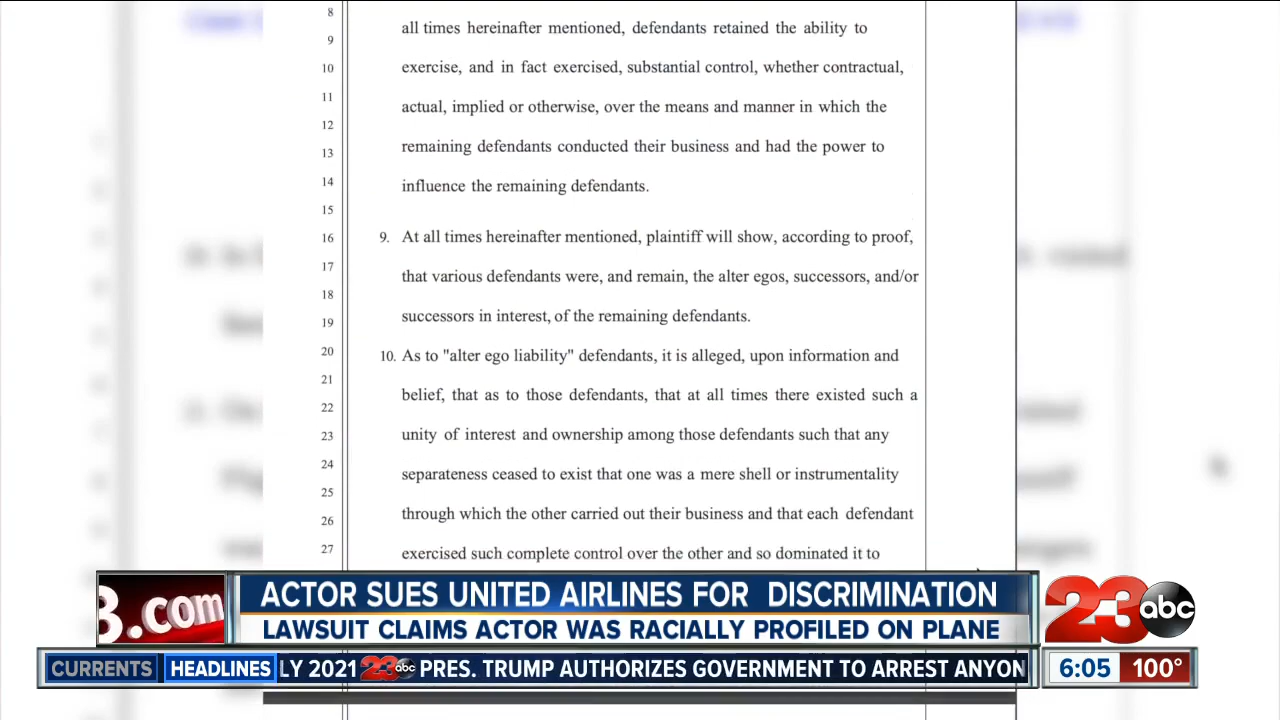 8
all times hereinafter mentioned, defendants retained the ability to
9
10 exercise, and in fact exercised, substantial control, whether contractual,
11 actual, implied or otherwise, over the means and manner in which the
12
13 remaining defendants conducted their business and had the power to
14 influence the remaining defendants.
15
16 9. At all times hereinafter mentioned, plaintiff will show, according to proof,
17 that various defendants were, and remain, the alter egos, successors, and/or
18
19 successors in interest, of the remaining defendants.
20 10. As to "alter ego liability" defendants, it is alleged, upon information and
21
22 belief, that as to those defendants, that at all times there existed such a
23 unity of interest and ownership among those defendants such that any
24
25 separateness ceased to exist that one was a mere shell or instrumentality
26 through which the other carried out their business and that each defendant
27 exercised such complete control over the other and so dominated it to
3.com
ACTOR SUES UNITED AIRLINES FOR DISCRIMINATION
LAWSUIT CLAIMS ACTOR WAS RACIALLY PROFILED ON PLANE
23 abc
CURRENTS HEADLINES LY 2021 23 abc PRES. TRUMP AUTHORIZES GOVERNMENT TO ARREST ANYON
6:05 100°